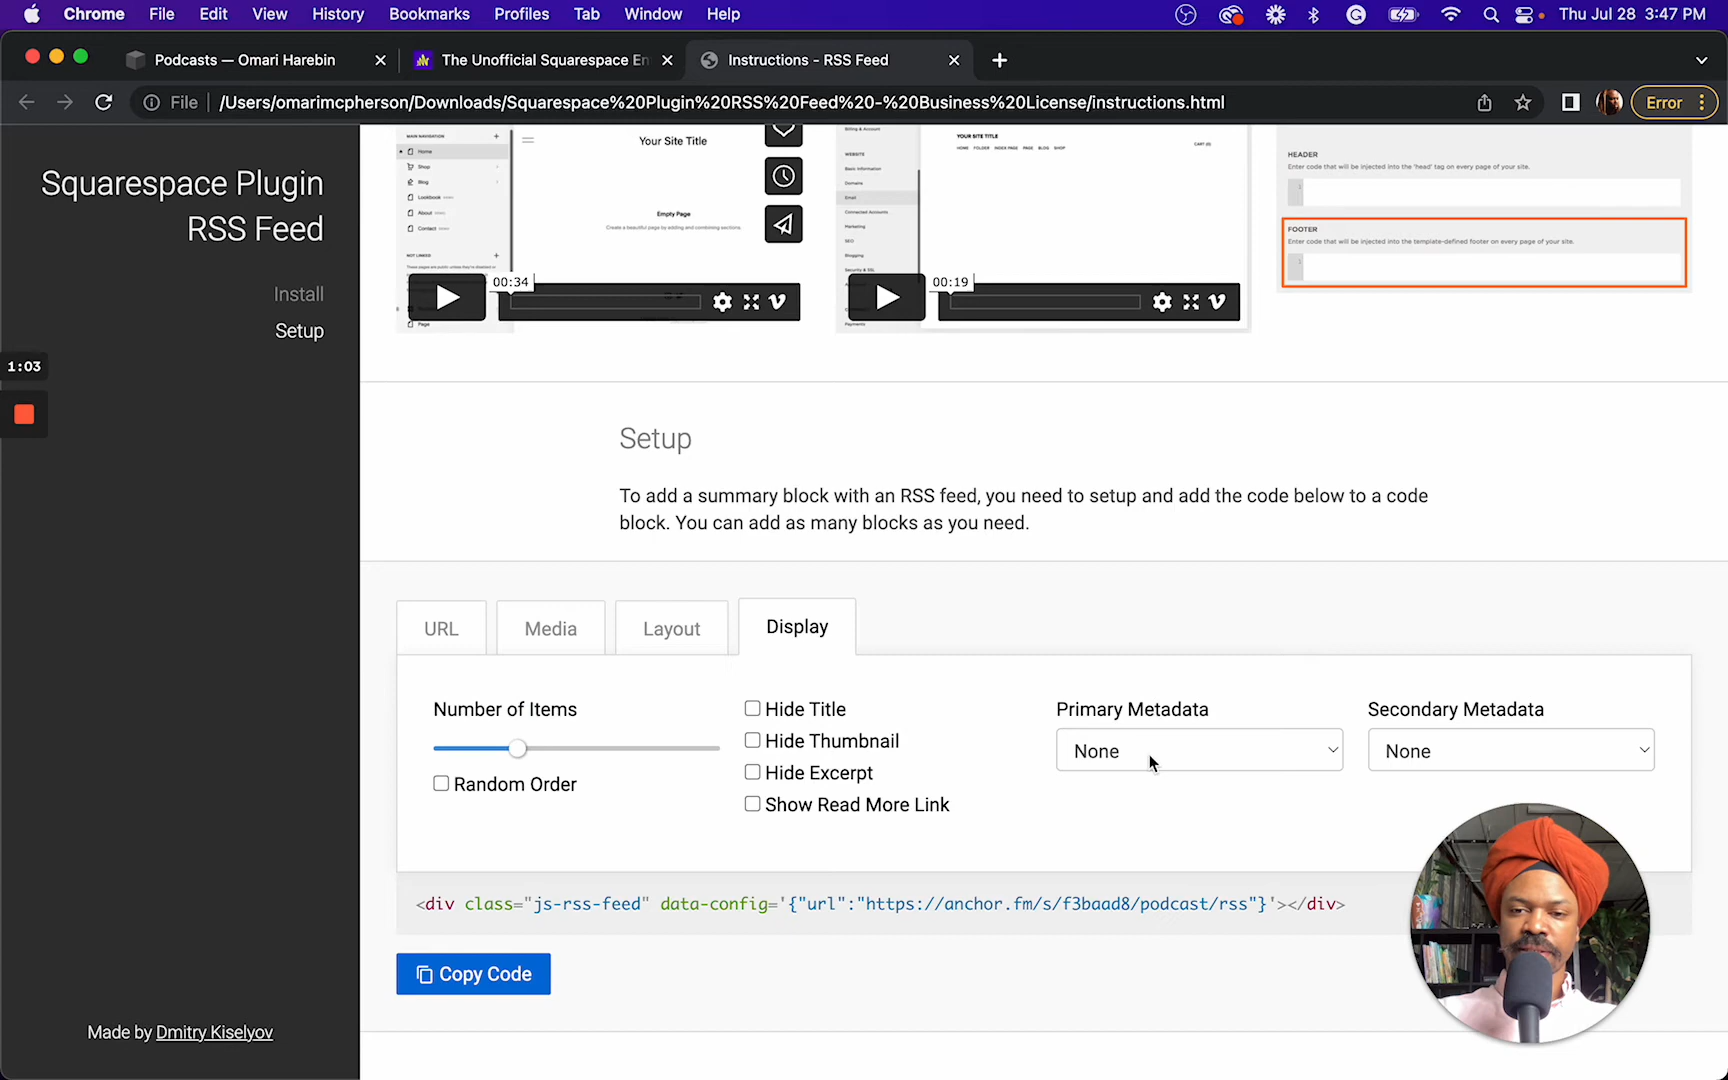 Chrome File Edit View History Bookmarks Profiles Tab Window Help Thu Jul 28 3:47 PM
Podcasts — Omari Harebin
The Unofficial Squarespace En
Instructions - RSS Feed
File /Users/omarimcpherson/Downloads/Squarespace%20Plugin%20RSS%20Feed%20-%20Business%20License/instructions.html
Error
Squarespace Plugin
RSS Feed
Install
Setup
1:03
MAIN NAVIGATION
Home
Shop
Blog
Lookbook
About
Contact
NOT LINKED
Page
Your Site Title
Empty Page
Create a beautiful page by adding and combining sections.
00:34
Billing & Account
WEBSITE
Basic Information
Domains
Email
Connected Accounts
Marketing
SEO
Blogging
Security & SSL
Payments
YOUR SITE TITLE
HOME FOLDER INDEX PAGE PAGE BLOG SHOP
CART (0)
00:19
HEADER
Enter code that will be injected into the 'head' tag on every page of your site.
1
FOOTER
Enter code that will be injected into the template-defined footer on every page of your site.
1
Setup
To add a summary block with an RSS feed, you need to setup and add the code below to a code
block. You can add as many blocks as you need.
URL Media Layout Display
Number of Items
Random Order
Hide Title
Hide Thumbnail
Hide Excerpt
Show Read More Link
Primary Metadata
None
Secondary Metadata
None
<div class="js-rss-feed" data-config='{"url":"https://anchor.fm/s/f3baad8/podcast/rss"}'></div>
Copy Code
Made by Dmitry Kiselyov